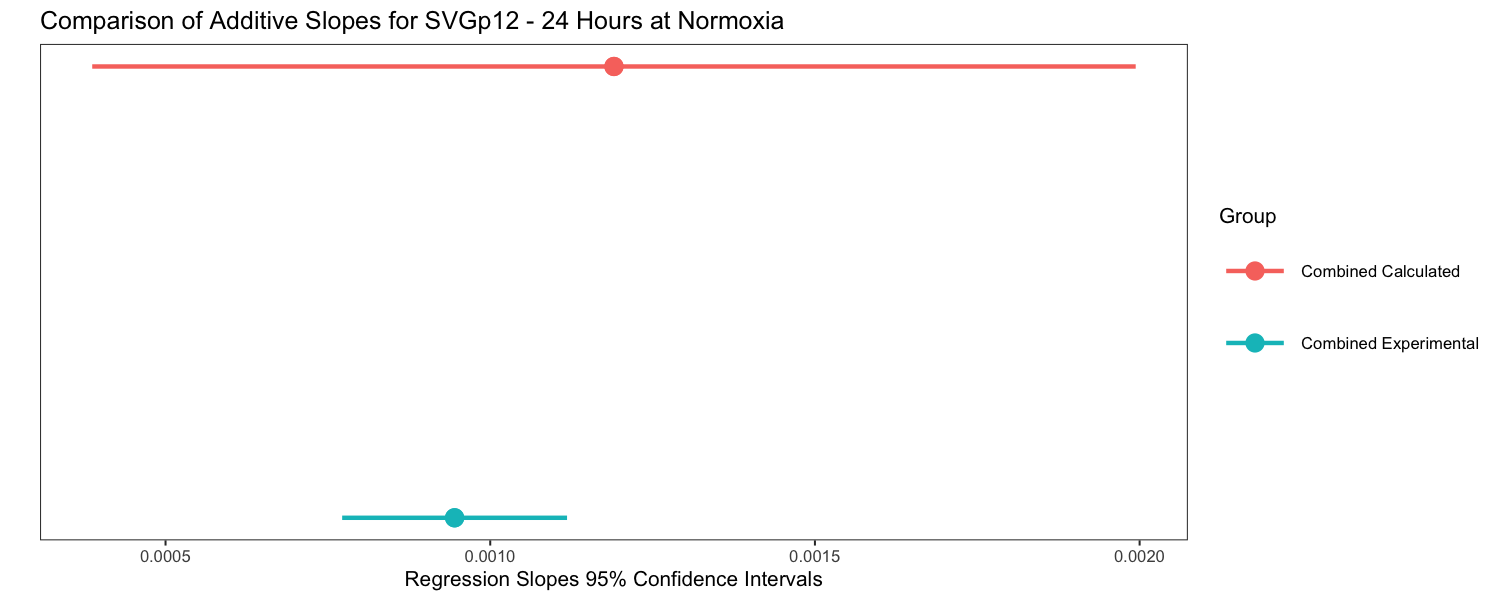 Comparison of Additive Slopes for SVGp12 - 24 Hours at Normoxia
Group
Combined Calculated
Combined Experimental
0.0005 0.0010 0.0015 0.0020
Regression Slopes 95% Confidence Intervals